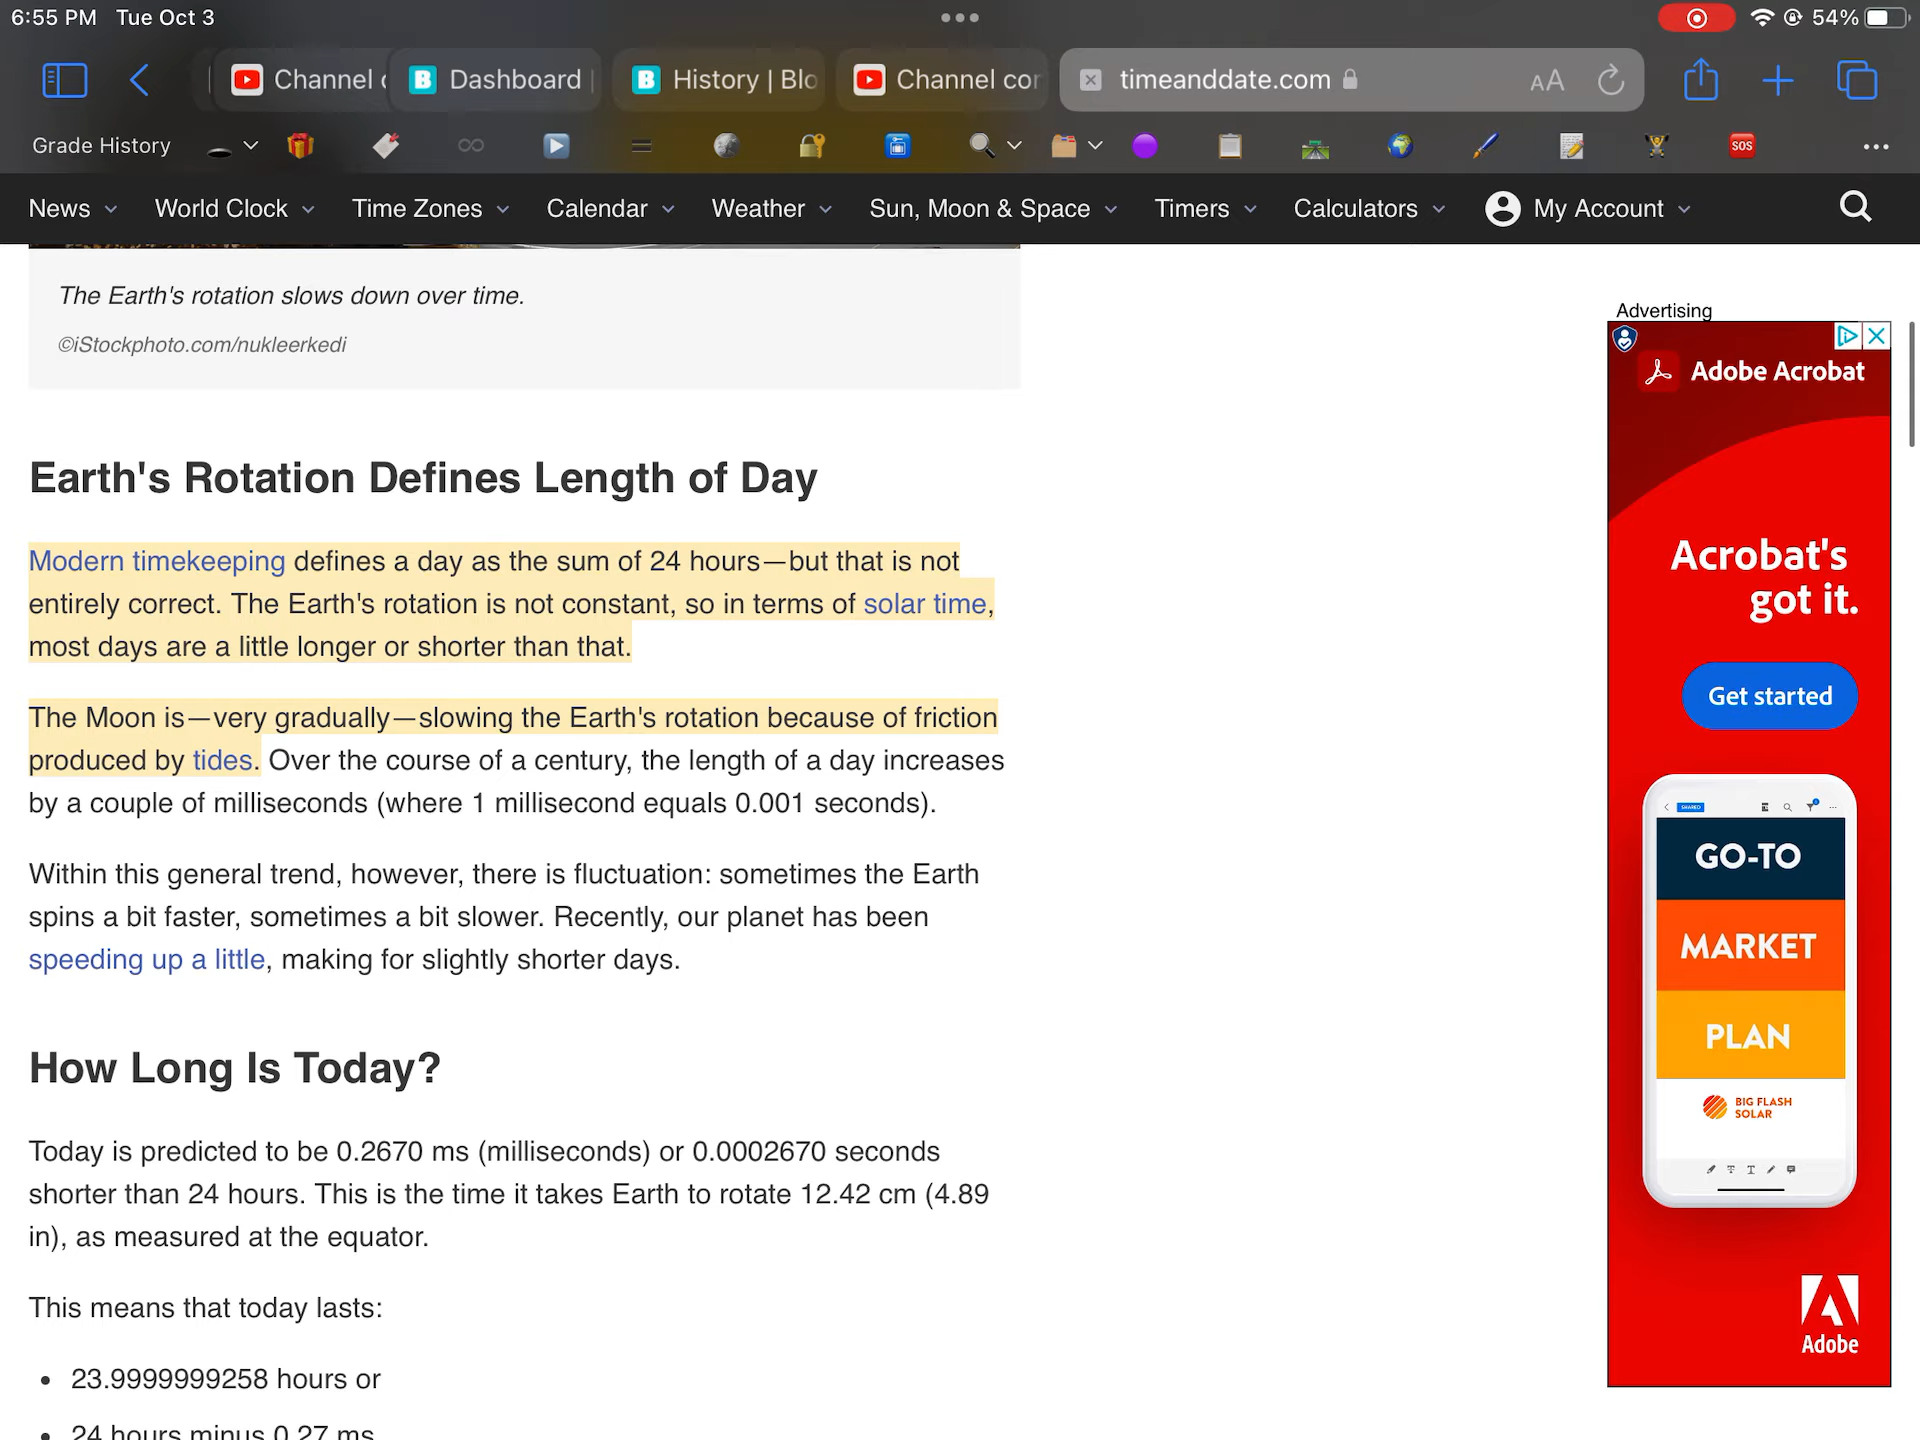 6:55 PM Tue Oct 3
54%
Channel c
Dashboard
History | Blo
Channel cor
timeanddate.com
AA
Grade History
SOS
News
World Clock
Time Zones
Calendar
Weather
Sun, Moon & Space
Timers
Calculators
My Account
The Earth's rotation slows down over time.
©iStockphoto.com/nukleerkedi
Earth's Rotation Defines Length of Day
Modern timekeeping defines a day as the sum of 24 hours—but that is not
entirely correct. The Earth's rotation is not constant, so in terms of solar time,
most days are a little longer or shorter than that.
The Moon is—very gradually—slowing the Earth's rotation because of friction
produced by tides. Over the course of a century, the length of a day increases
by a couple of milliseconds (where 1 millisecond equals 0.001 seconds).
Within this general trend, however, there is fluctuation: sometimes the Earth
spins a bit faster, sometimes a bit slower. Recently, our planet has been
speeding up a little, making for slightly shorter days.
How Long Is Today?
Today is predicted to be 0.2670 ms (milliseconds) or 0.0002670 seconds
shorter than 24 hours. This is the time it takes Earth to rotate 12.42 cm (4.89
in), as measured at the equator.
This means that today lasts:
• 23.9999999258 hours or
• 24 hours minus 0.27 ms
Advertising
Adobe Acrobat
Acrobat's
got it.
Get started
SHARED
GO-TO
MARKET
PLAN
BIG FLASH
SOLAR
Adobe